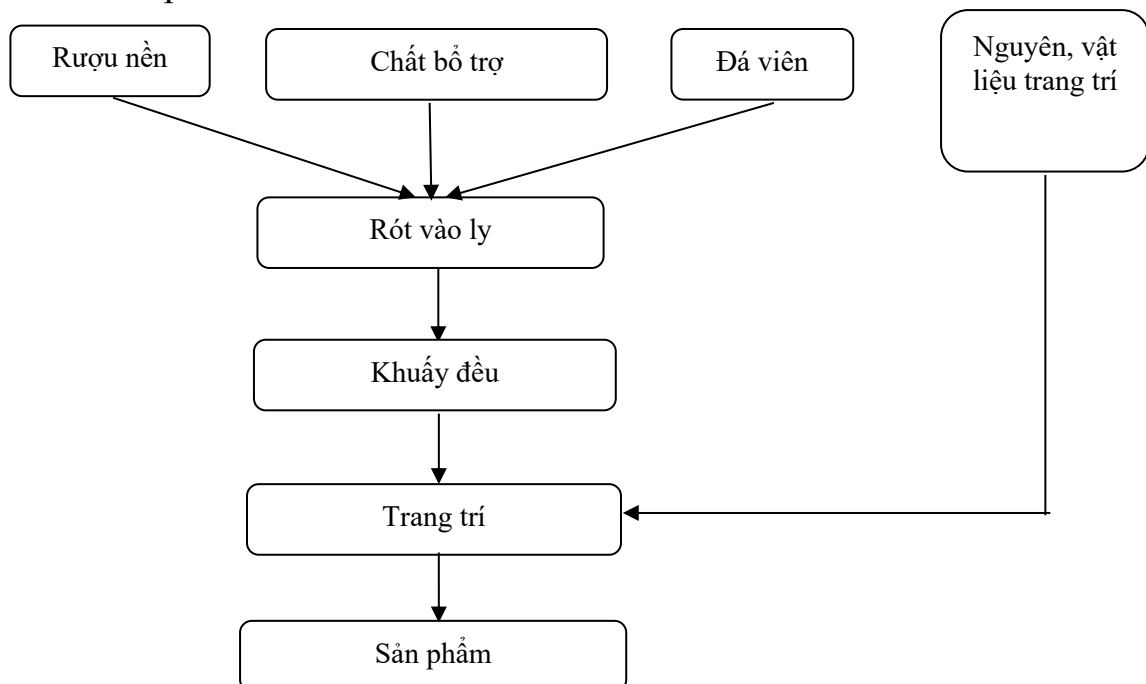 Rượu nền
Chất bổ trợ
Đá viên
Nguyên, vật
liệu trang trí
Rót vào ly
Khuấy đều
Trang trí
Sản phẩm